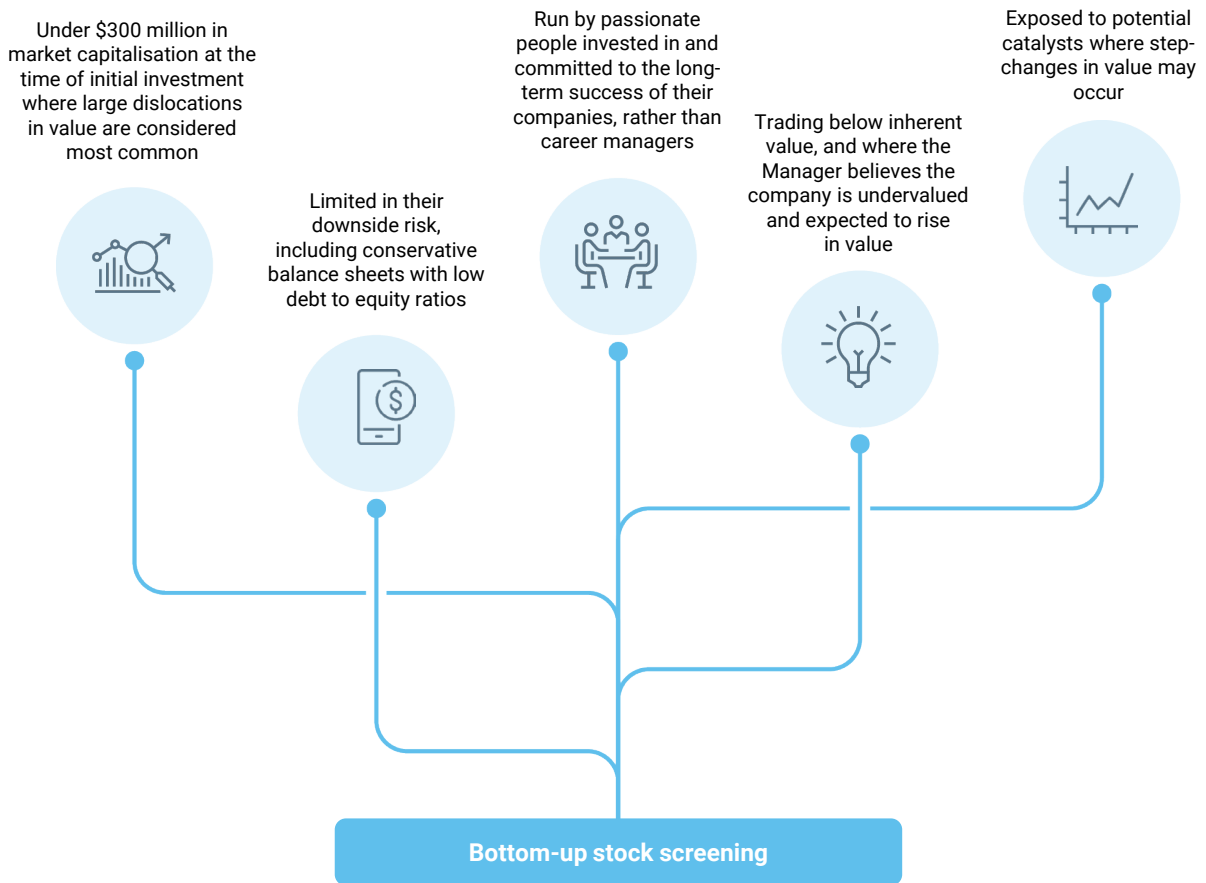 Under $300 million in
market capitalisation at the
time of initial investment
where large dislocations
in value are considered
most common
Limited in their
downside risk,
including conservative
balance sheets with low
debt to equity ratios
Run by passionate
people invested in and
committed to the long-
term success of their
companies, rather than
career managers
Trading below inherent
value, and where the
Manager believes the
company is undervalued
and expected to rise
in value
Exposed to potential
catalysts where step-
changes in value may
occur
$
Bottom-up stock screening